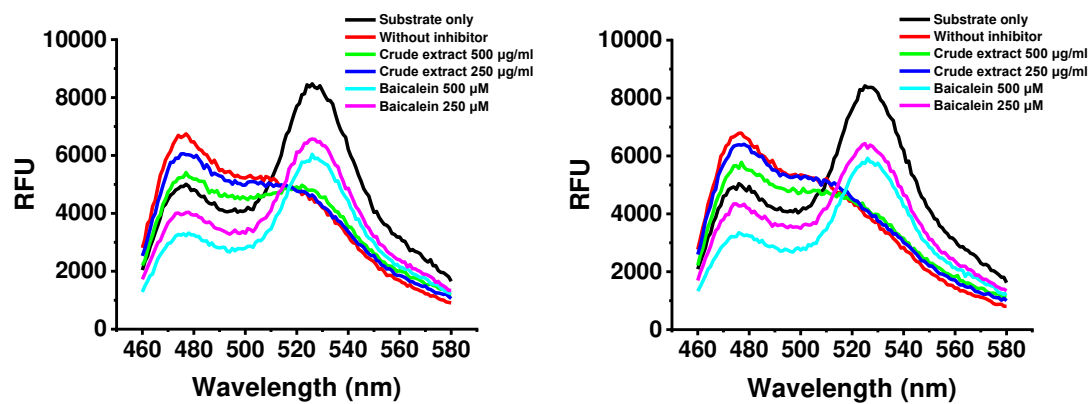 Substrate only
Without inhibitor
Crude extract 500 µg/ml
Crude extract 250 µg/ml
Baicalein 500 µM
Baicalein 250 µM
10000
8000
6000
4000
2000
0
RFU
460 480 500 520 540 560 580
Wavelength (nm)
Substrate only
Without inhibitor
Crude extract 500 µg/ml
Crude extract 250 µg/ml
Baicalein 500 µM
Baicalein 250 µM
10000
8000
6000
4000
2000
0
RFU
460 480 500 520 540 560 580
Wavelength (nm)